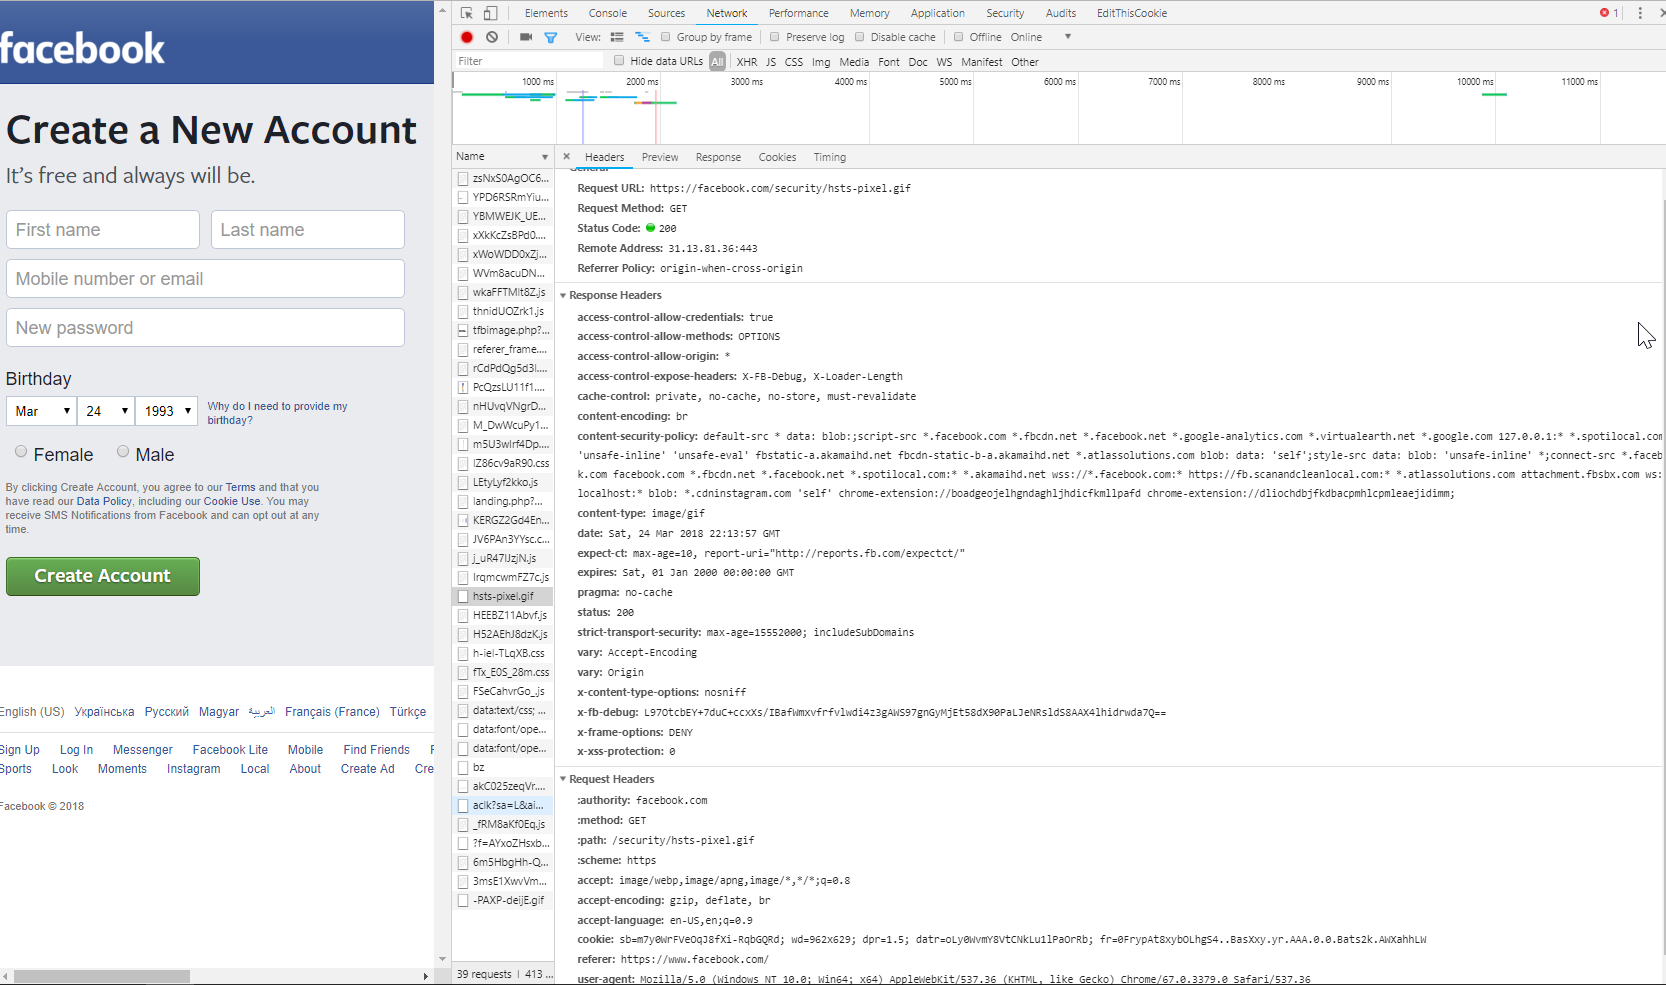 facebook
Create a New Account
It's free and always will be.
First name
Last name
Mobile number or email
New password
Birthday
Mar
24
1993
Why do I need to provide my
birthday?
Female
Male
By clicking Create Account, you agree to our Terms and that you
have read our Data Policy, including our Cookie Use. You may
receive SMS Notifications from Facebook and can opt out at any
time.
Create Account
English (US) Українська Русский Magyar العربية Français (France) Türkçe
Sign Up Log In Messenger Facebook Lite Mobile Find Friends
Sports Look Moments Instagram Local About Create Ad Cre
Facebook © 2018
Elements Console Sources Network Performance Memory Application Security Audits EditThisCookie 1
View: Group by frame Preserve log Disable cache Offline Online
Filter Hide data URLs All XHR JS CSS Img Media Font Doc WS Manifest Other
1000 ms 2000 ms 3000 ms 4000 ms 5000 ms 6000 ms 7000 ms 8000 ms 9000 ms 10000 ms 11000 ms
Name
zsNxS0AgOC6...
YPD6RSRmYiu...
YBMWEJK_UE...
xXkKcZsBPd0....
xWoWDD0xZj...
WVm8acuDN...
wkaFFTMIt8Z.js
thnidUOZrk1.js
tfbimage.php?...
referer_frame....
rCdPdQg5d3l....
PcQzsLU11f1....
nHUvqVNgrD...
M_DwWcuPy1...
m5U3wIrf4Dp....
IZ86cv9aR90.css
LEtyLyf2kko.js
landing.php?...
KERGZ2Gd4En...
JV6PAn3YYsc.c...
j_uR47IJzjN.js
IrqmcwmFZ7c.js
hsts-pixel.gif
HEEBZ11Abvf.js
H52AEhJ8dzK.js
h-ieI-TLqXB.css
fTx_E0S_28m.css
FSeCahvrGo_.js
data:text/css; ...
data:font/ope...
data:font/ope...
bz
akC025zeqVr....
aclk?sa=L&ai...
_fRM8aKf0Eq.js
?f=AYxoZHsxb...
6m5HbgHh-Q...
3msE1XwvVm...
-PAXP-deijE.gif
39 requests | 413 ...
Headers Preview Response Cookies Timing
General
Request URL: https://facebook.com/security/hsts-pixel.gif
Request Method: GET
Status Code: 200
Remote Address: 31.13.81.36:443
Referrer Policy: origin-when-cross-origin
Response Headers
access-control-allow-credentials: true
access-control-allow-methods: OPTIONS
access-control-allow-origin: *
access-control-expose-headers: X-FB-Debug, X-Loader-Length
cache-control: private, no-cache, no-store, must-revalidate
content-encoding: br
content-security-policy: default-src * data: blob:;script-src *.facebook.com *.fbcdn.net *.facebook.net *.google-analytics.com *.virtualearth.net *.google.com 127.0.0.1:* *.spotilocal.com
'unsafe-inline' 'unsafe-eval' fbstatic-a.akamaihd.net fbcdn-static-b-a.akamaihd.net *.atlassolutions.com blob: data: 'self';style-src data: blob: 'unsafe-inline' *;connect-src *.faceb
k.com facebook.com *.fbcdn.net *.facebook.net *.spotilocal.com:* *.akamaihd.net wss://*.facebook.com:* https://fb.scanandcleanlocal.com:* *.atlassolutions.com attachment.fbsbx.com ws:
localhost:* blob: *.cdninstagram.com 'self' chrome-extension://boadgeojelhgndaghljhdicfkmllpafd chrome-extension://dliochdbjfkdbacpmhlcpmleaejidimm;
content-type: image/gif
date: Sat, 24 Mar 2018 22:13:57 GMT
expect-ct: max-age=10, report-uri="http://reports.fb.com/expectct/"
expires: Sat, 01 Jan 2000 00:00:00 GMT
pragma: no-cache
status: 200
strict-transport-security: max-age=15552000; includeSubDomains
vary: Accept-Encoding
vary: Origin
x-content-type-options: nosniff
x-fb-debug: L97OtcbEY+7duC+ccxXs/IBafWmxvfrfvlwdi4z3gAWS97gnGyMjEt58dX90PaLJeNRsldS8AAX4lhidrwda7Q==
x-frame-options: DENY
x-xss-protection: 0
Request Headers
:authority: facebook.com
:method: GET
:path: /security/hsts-pixel.gif
:scheme: https
accept: image/webp,image/apng,image/*,*/*;q=0.8
accept-encoding: gzip, deflate, br
accept-language: en-US,en;q=0.9
cookie: sb=m7y0WrFVeOqJ8fXi-RqbGQRd; wd=962x629; dpr=1.5; datr=oLy0WvmY8VtCNkLu1lPaOrRb; fr=0FrypAt8xybOLhgS4..BasXxy.yr.AAA.0.0.Bats2k.AWXahhLW
referer: https://www.facebook.com/
user-agent: Mozilla/5.0 (Windows NT 10.0; Win64; x64) AppleWebKit/537.36 (KHTML, like Gecko) Chrome/67.0.3379.0 Safari/537.36